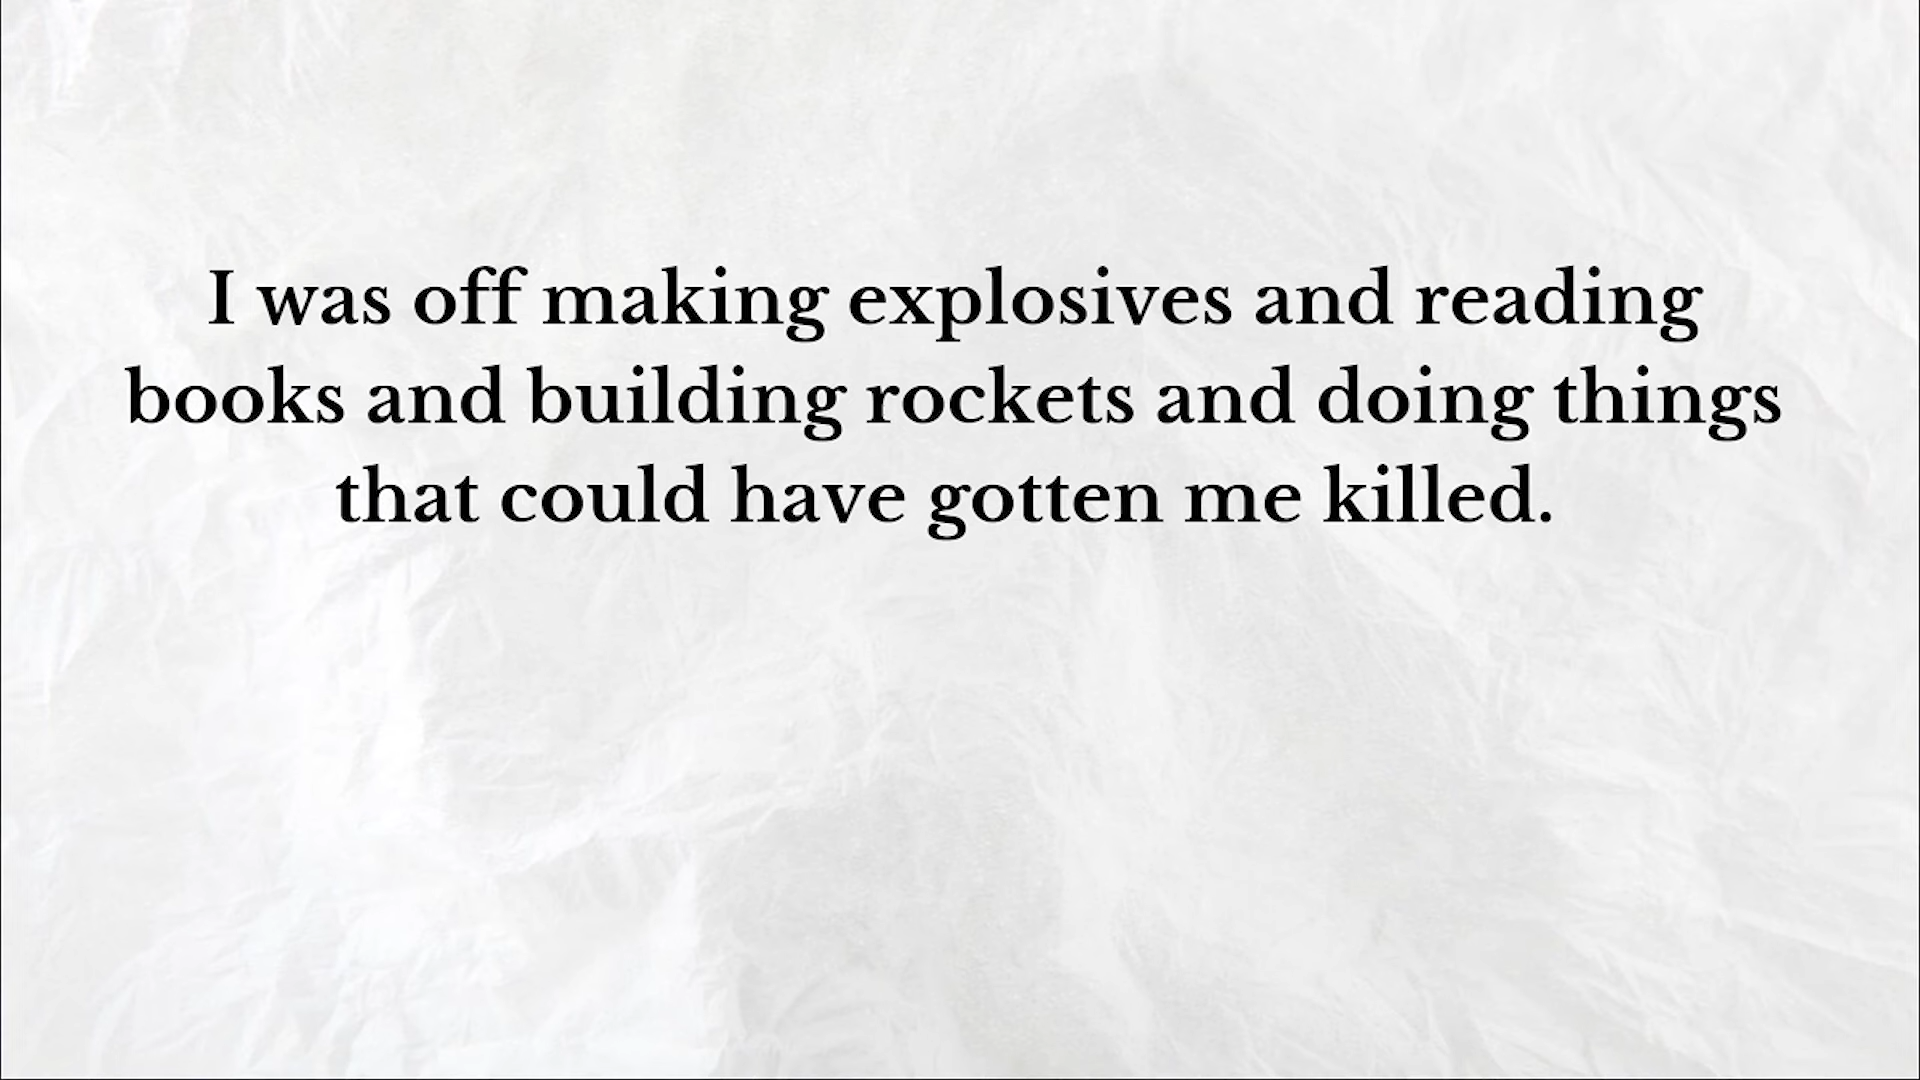 I was off making explosives and reading
books and building rockets and doing things
that could have gotten me killed.